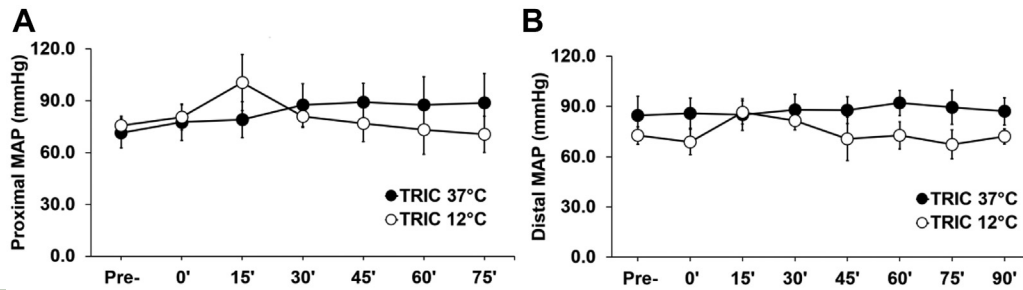 A
Proximal MAP (mmHg)
120.0
90.0
60.0
30.0
0.0
TRIC 37°C
TRIC 12°C
Pre- 0' 15' 30' 45' 60' 75'
B
Distal MAP (mmHg)
120.0
90.0
60.0
30.0
0.0
TRIC 37°C
TRIC 12°C
Pre- 0' 15' 30' 45' 60' 75' 90'